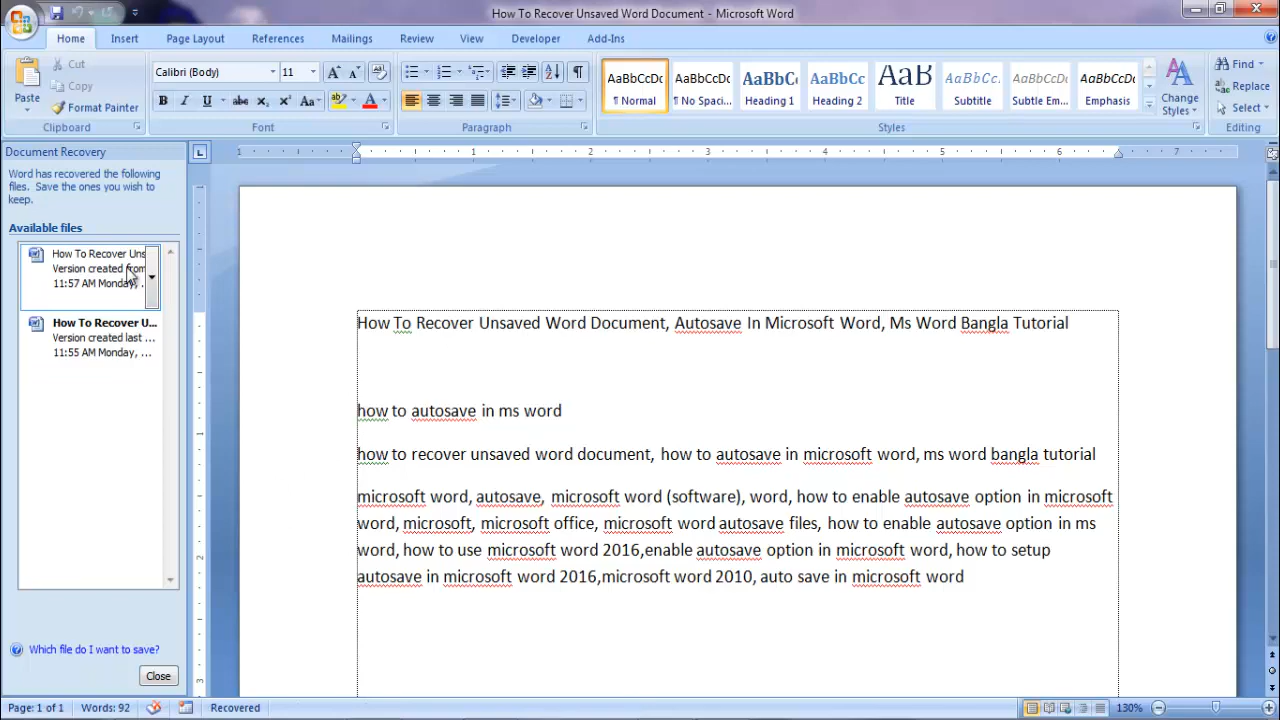 How To Recover Unsaved Word Document - Microsoft Word
Home Insert Page Layout References Mailings Review View Developer Add-Ins
Paste
Cut
Copy
Format Painter
Clipboard
Calibri (Body) 11
Font
Paragraph
AaBbCcDc AaBbCcDc AaBbC AaBbCc AaB AaBbCc. AaBbCcDc AaBbCcDc
¶ Normal ¶ No Spaci... Heading 1 Heading 2 Title Subtitle Subtle Em... Emphasis
Change Styles
Styles
Find
Replace
Select
Editing
Document Recovery
Word has recovered the following
files. Save the ones you wish to
keep.
Available files
How To Recover Uns
Version created from
11:57 AM Monday, .
How To Recover U...
Version created last ...
11:55 AM Monday, ...
Which file do I want to save?
Close
1 1 2 3 4 5 6 7
How To Recover Unsaved Word Document, Autosave In Microsoft Word, Ms Word Bangla Tutorial
how to autosave in ms word
how to recover unsaved word document, how to autosave in microsoft word, ms word bangla tutorial
microsoft word, autosave, microsoft word (software), word, how to enable autosave option in microsoft
word, microsoft, microsoft office, microsoft word autosave files, how to enable autosave option in ms
word, how to use microsoft word 2016,enable autosave option in microsoft word, how to setup
autosave in microsoft word 2016,microsoft word 2010, auto save in microsoft word
Page: 1 of 1 Words: 92 Recovered 130%